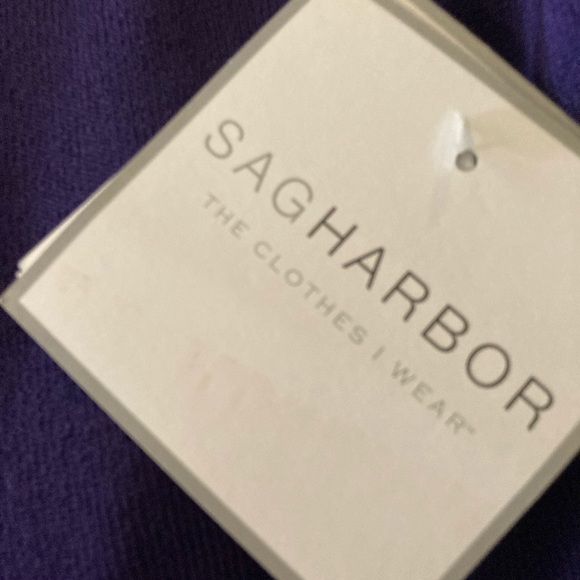 SAGHARBOR
THE CLOTHES I WEAR™